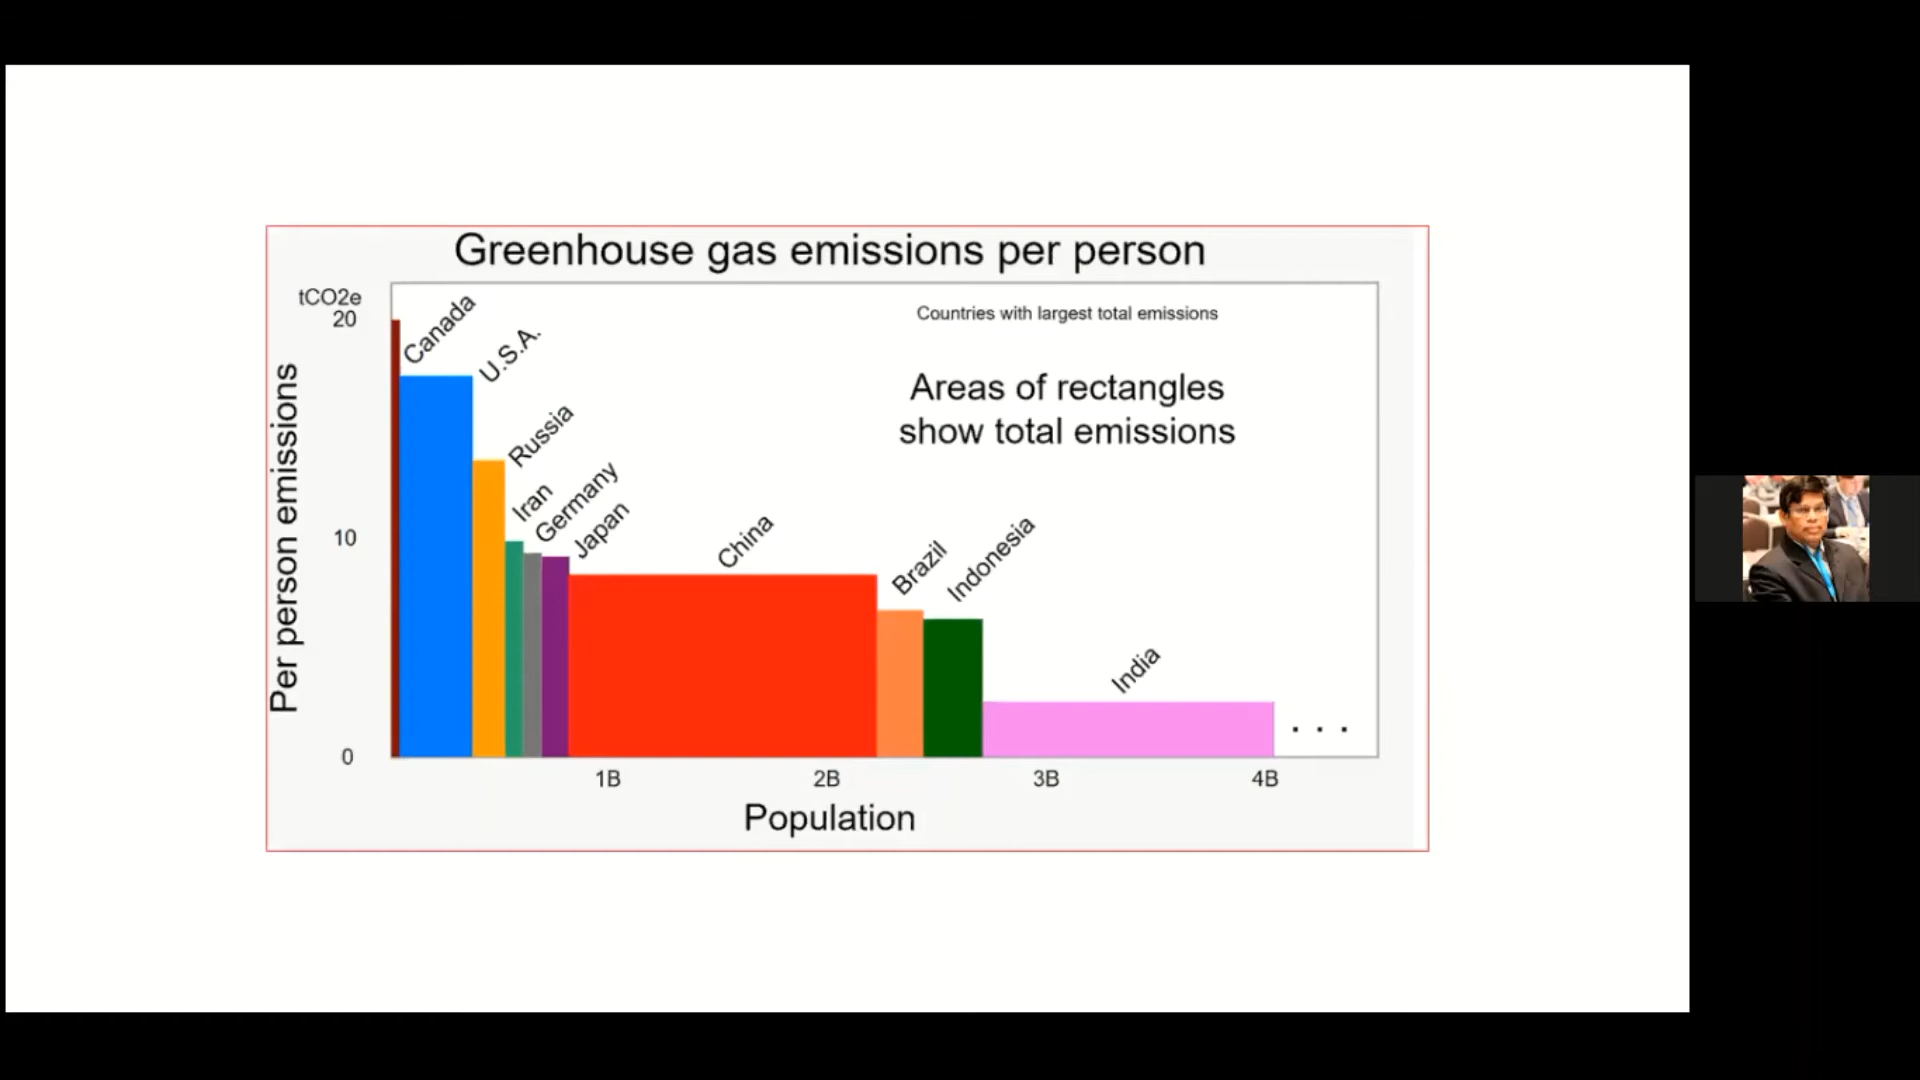 Greenhouse gas emissions per person
tCO2e
20
10
0
Per person emissions
Canada
U.S.A.
Russia
Iran
Germany
Japan
China
Brazil
Indonesia
India
Countries with largest total emissions
Areas of rectangles
show total emissions
. . .
1B
2B
3B
4B
Population